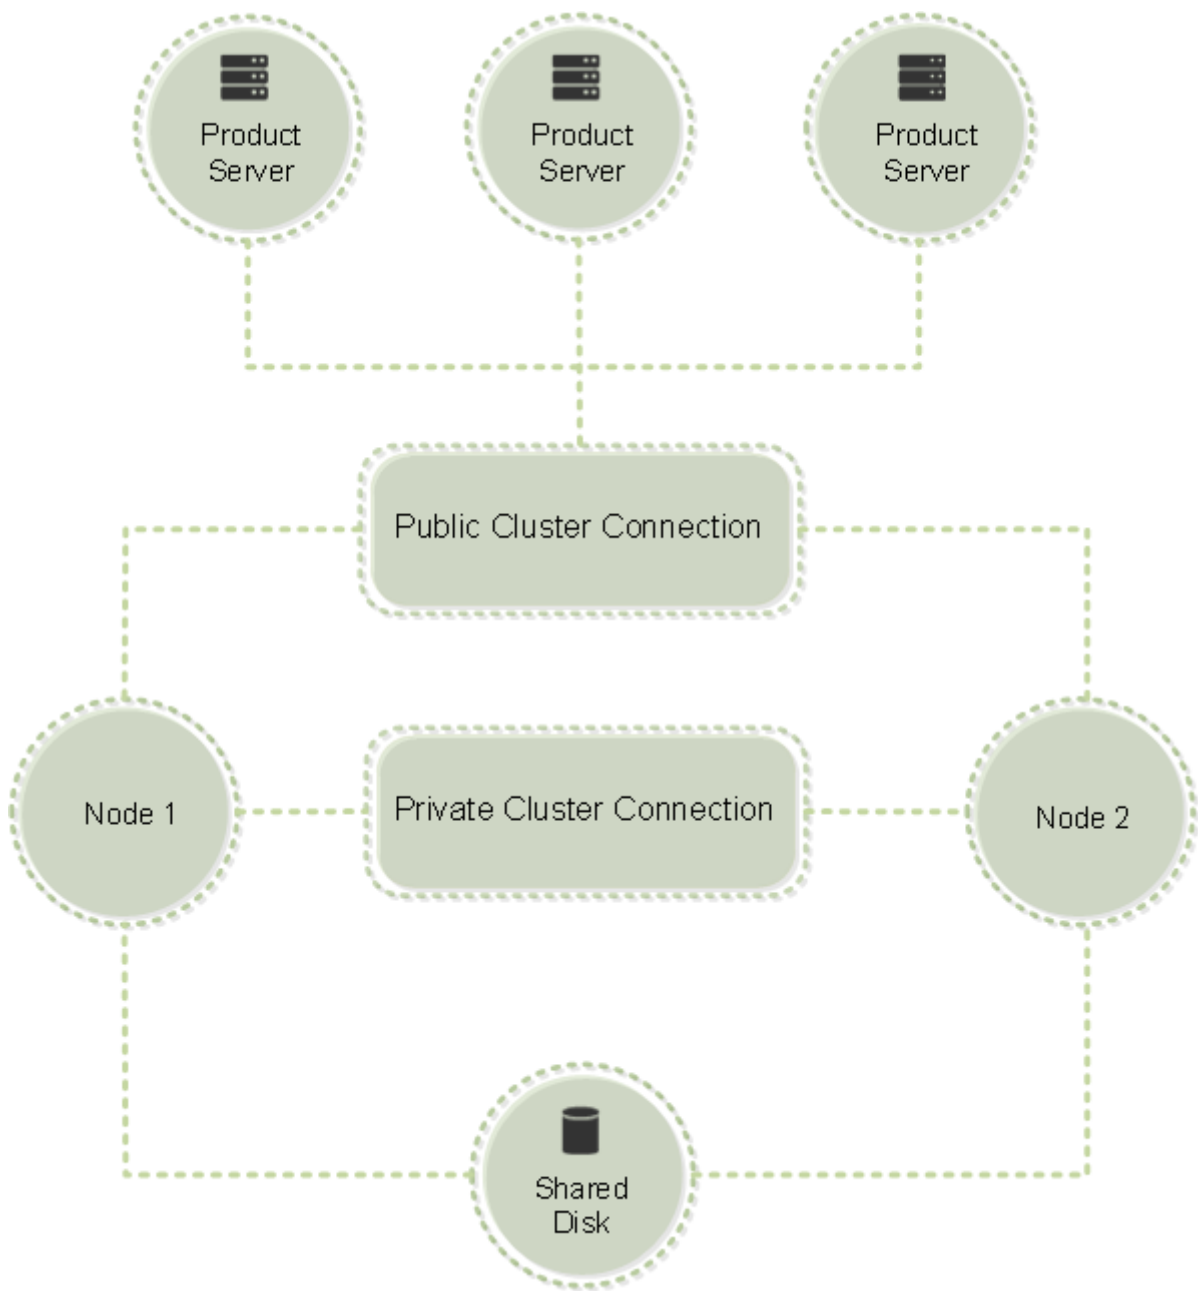 Product
Server
Product
Server
Product
Server
Public Cluster Connection
Node 1
Private Cluster Connection
Node 2
Shared
Disk